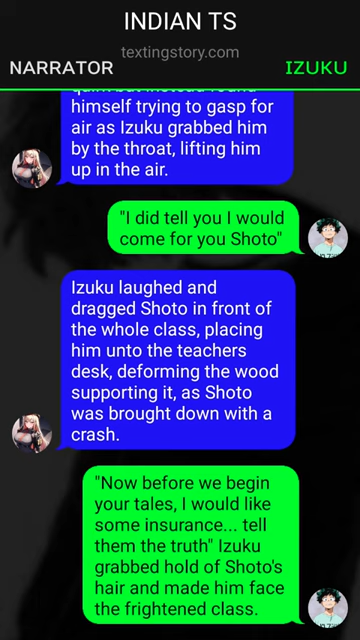 INDIAN TS
textingstory.com
NARRATOR
IZUKU
himself trying to gasp for
air as Izuku grabbed him
by the throat, lifting him
up in the air.
"I did tell you I would
come for you Shoto"
Izuku laughed and
dragged Shoto in front of
the whole class, placing
him unto the teachers
desk, deforming the wood
supporting it, as Shoto
was brought down with a
crash.
"Now before we begin
your tales, I would like
some insurance... tell
them the truth" Izuku
grabbed hold of Shoto's
hair and made him face
the frightened class.